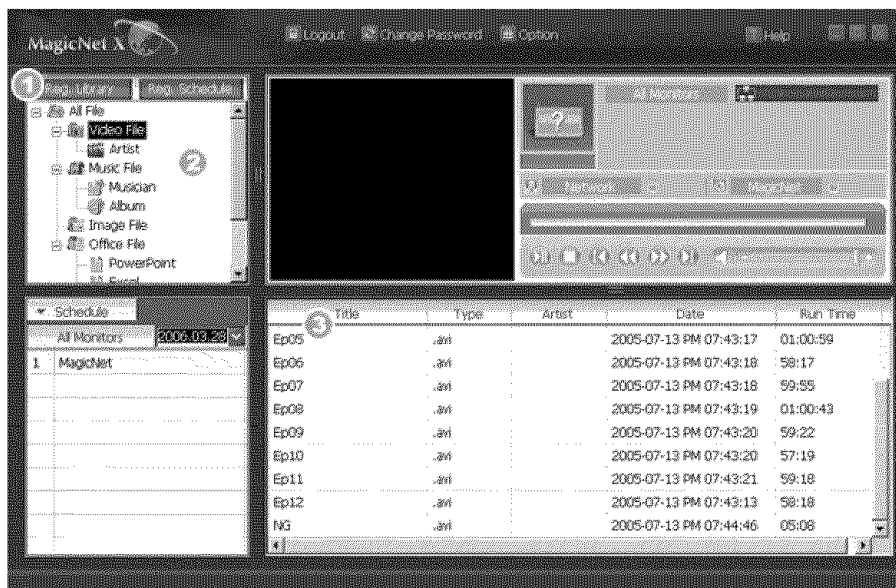 MagicNet X
Logout Change Password Option Help
1 Reg. Library Reg. Schedule
All File
Video File
Artist
2
Music File
Musician
Album
Image File
Office File
PowerPoint
Excel
All Monitors
Network MagicNet
Schedule
All Monitors 2006.03.28
1 MagicNet
3
Title Type Artist Date Run Time
Ep05 .avi 2005-07-13 PM 07:43:17 01:00:59
Ep06 .avi 2005-07-13 PM 07:43:18 58:17
Ep07 .avi 2005-07-13 PM 07:43:18 59:55
Ep08 .avi 2005-07-13 PM 07:43:19 01:00:43
Ep09 .avi 2005-07-13 PM 07:43:20 59:22
Ep10 .avi 2005-07-13 PM 07:43:20 57:19
Ep11 .avi 2005-07-13 PM 07:43:21 59:18
Ep12 .avi 2005-07-13 PM 07:43:13 58:18
NG .avi 2005-07-13 PM 07:44:46 05:08